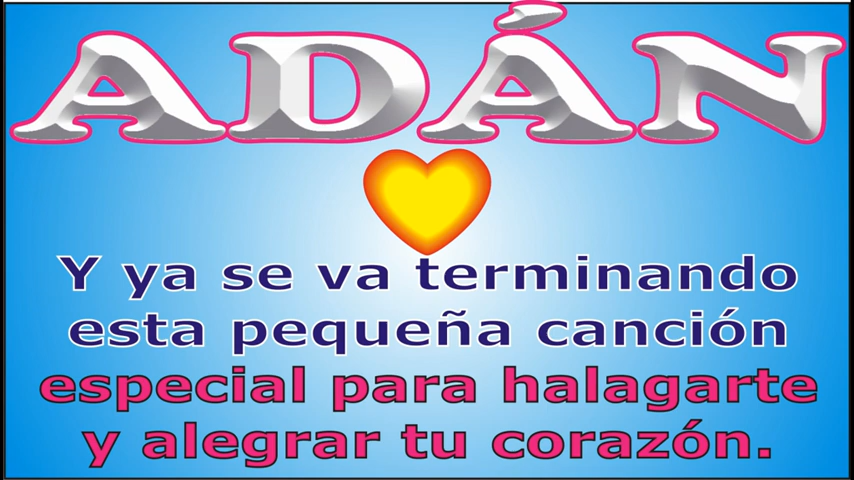 ADÁN
Y ya se va terminando
esta pequeña canción
especial para halagarte
y alegrar tu corazón.